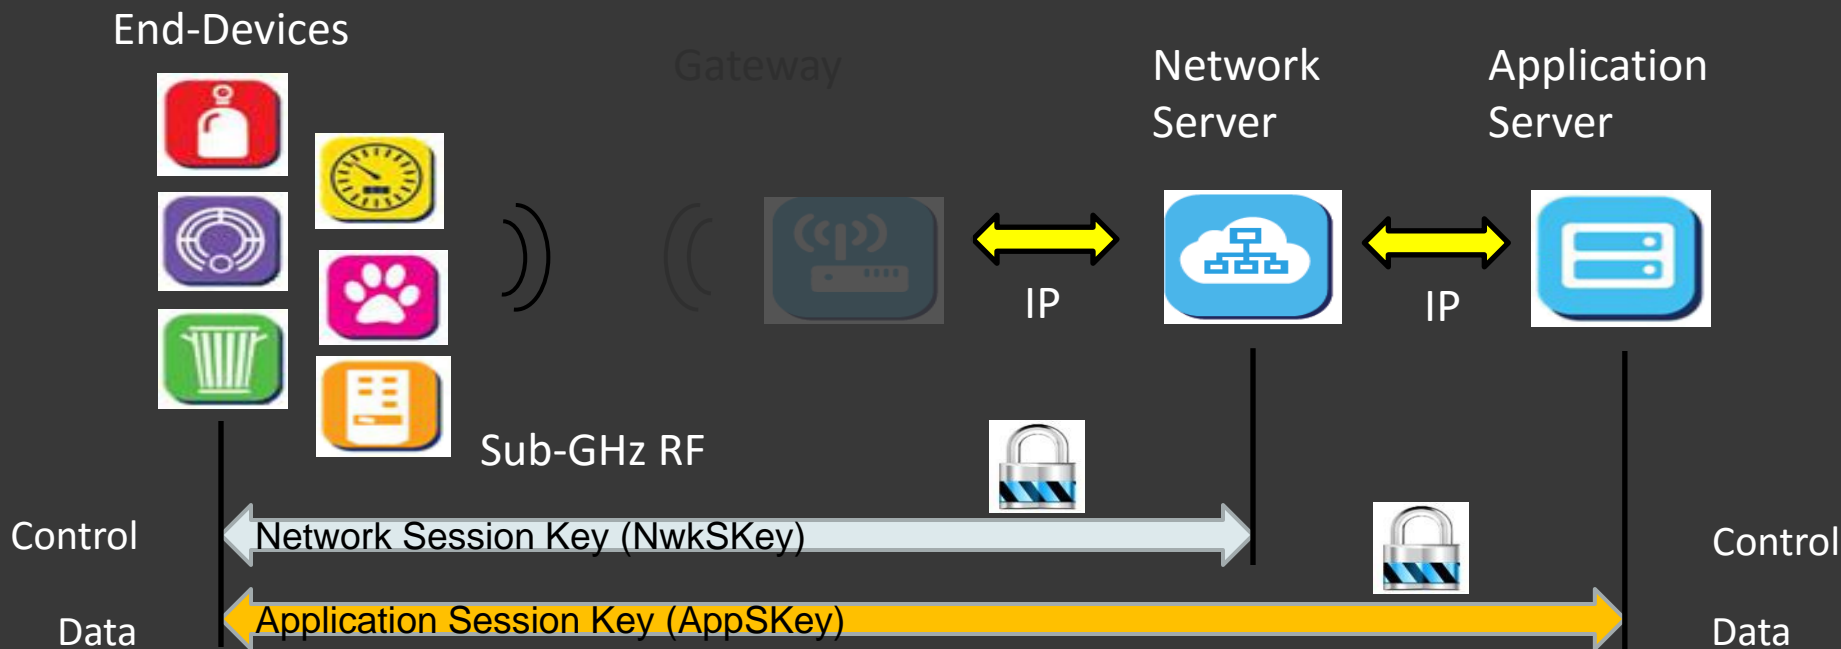 End-Devices
Gateway
Network
Server
Application
Server
IP
IP
Sub-GHz RF
Control
Network Session Key (NwkSKey)
Control
Data
Application Session Key (AppSKey)
Data